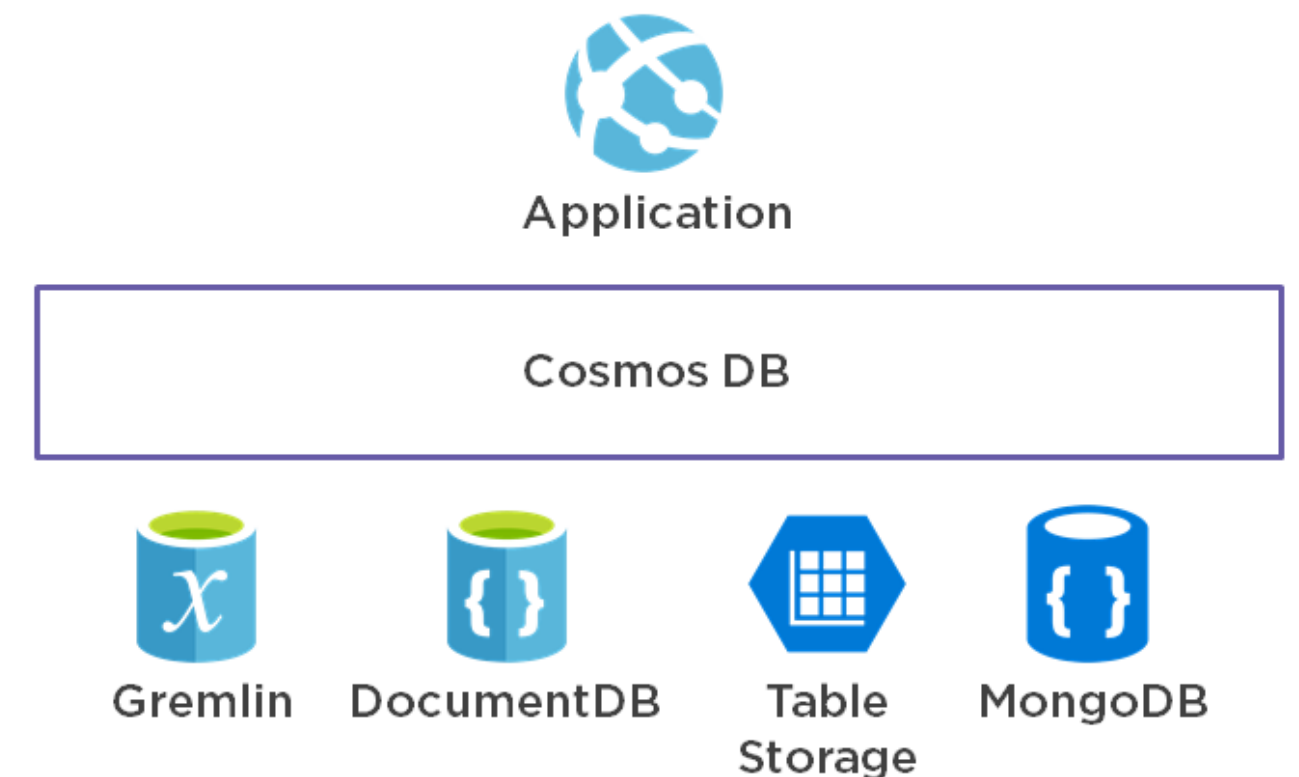 Application
Cosmos DB
Gremlin
DocumentDB
Table
Storage
MongoDB
x
{ }
{ }